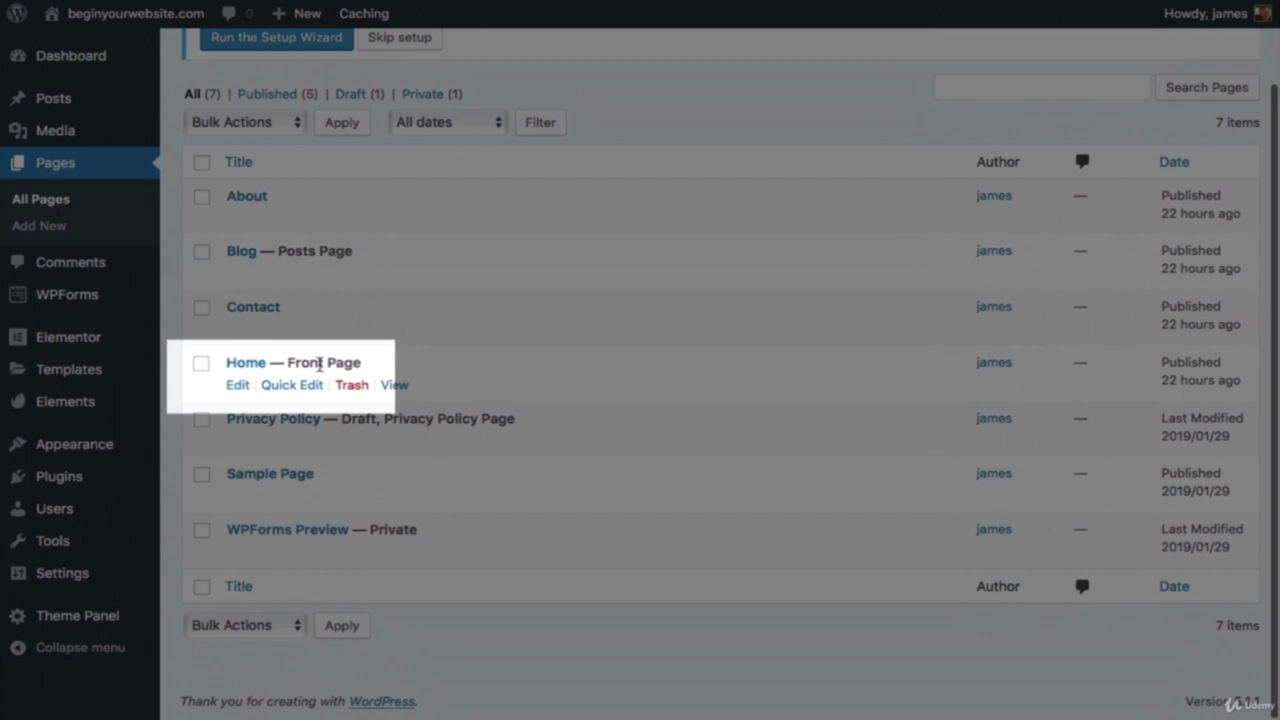 beginyourwebsite.com 0 New Caching Howdy, james
Run the Setup Wizard Skip setup
Dashboard
Posts
Media
Pages
All Pages
Add New
Comments
WPForms
Elementor
Templates
Elements
Appearance
Plugins
Users
Tools
Settings
Theme Panel
Collapse menu
All (7) | Published (5) | Draft (1) | Private (1)
Search Pages
Bulk Actions Apply All dates Filter 7 items
Title Author Date
About james — Published
22 hours ago
Blog — Posts Page james — Published
22 hours ago
Contact james — Published
22 hours ago
Home — Front Page james — Published
22 hours ago
Edit | Quick Edit | Trash | View
Privacy Policy — Draft, Privacy Policy Page james — Last Modified
2019/01/29
Sample Page james — Published
2019/01/29
WPForms Preview — Private james — Last Modified
2019/01/29
Title Author Date
Bulk Actions Apply 7 items
Thank you for creating with WordPress.
Udemy